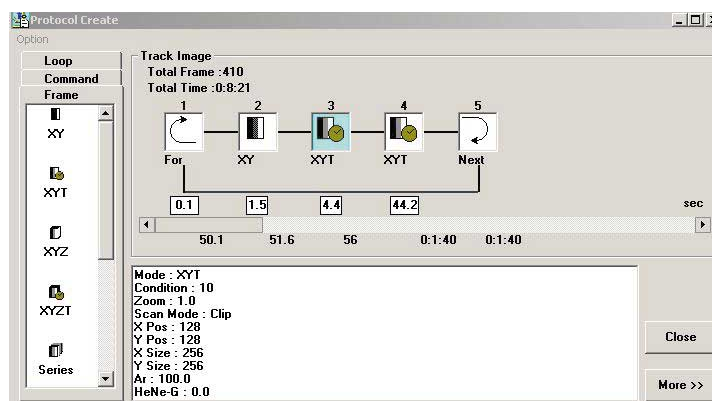 Protocol Create
Option
Loop
Command
Frame
XY
XYT
XYZ
XYZT
Series
Track Image
Total Frame :410
Total Time :0:8:21
1 2 3 4 5
For XY XYT XYT Next
0.1 1.5 4.4 44.2 sec
50.1 51.6 56 0:1:40 0:1:40
Mode : XYT
Condition : 10
Zoom : 1.0
Scan Mode : Clip
X Pos : 128
Y Pos : 128
X Size : 256
Y Size : 256
Ar : 100.0
HeNe-G : 0.0
Close
More >>